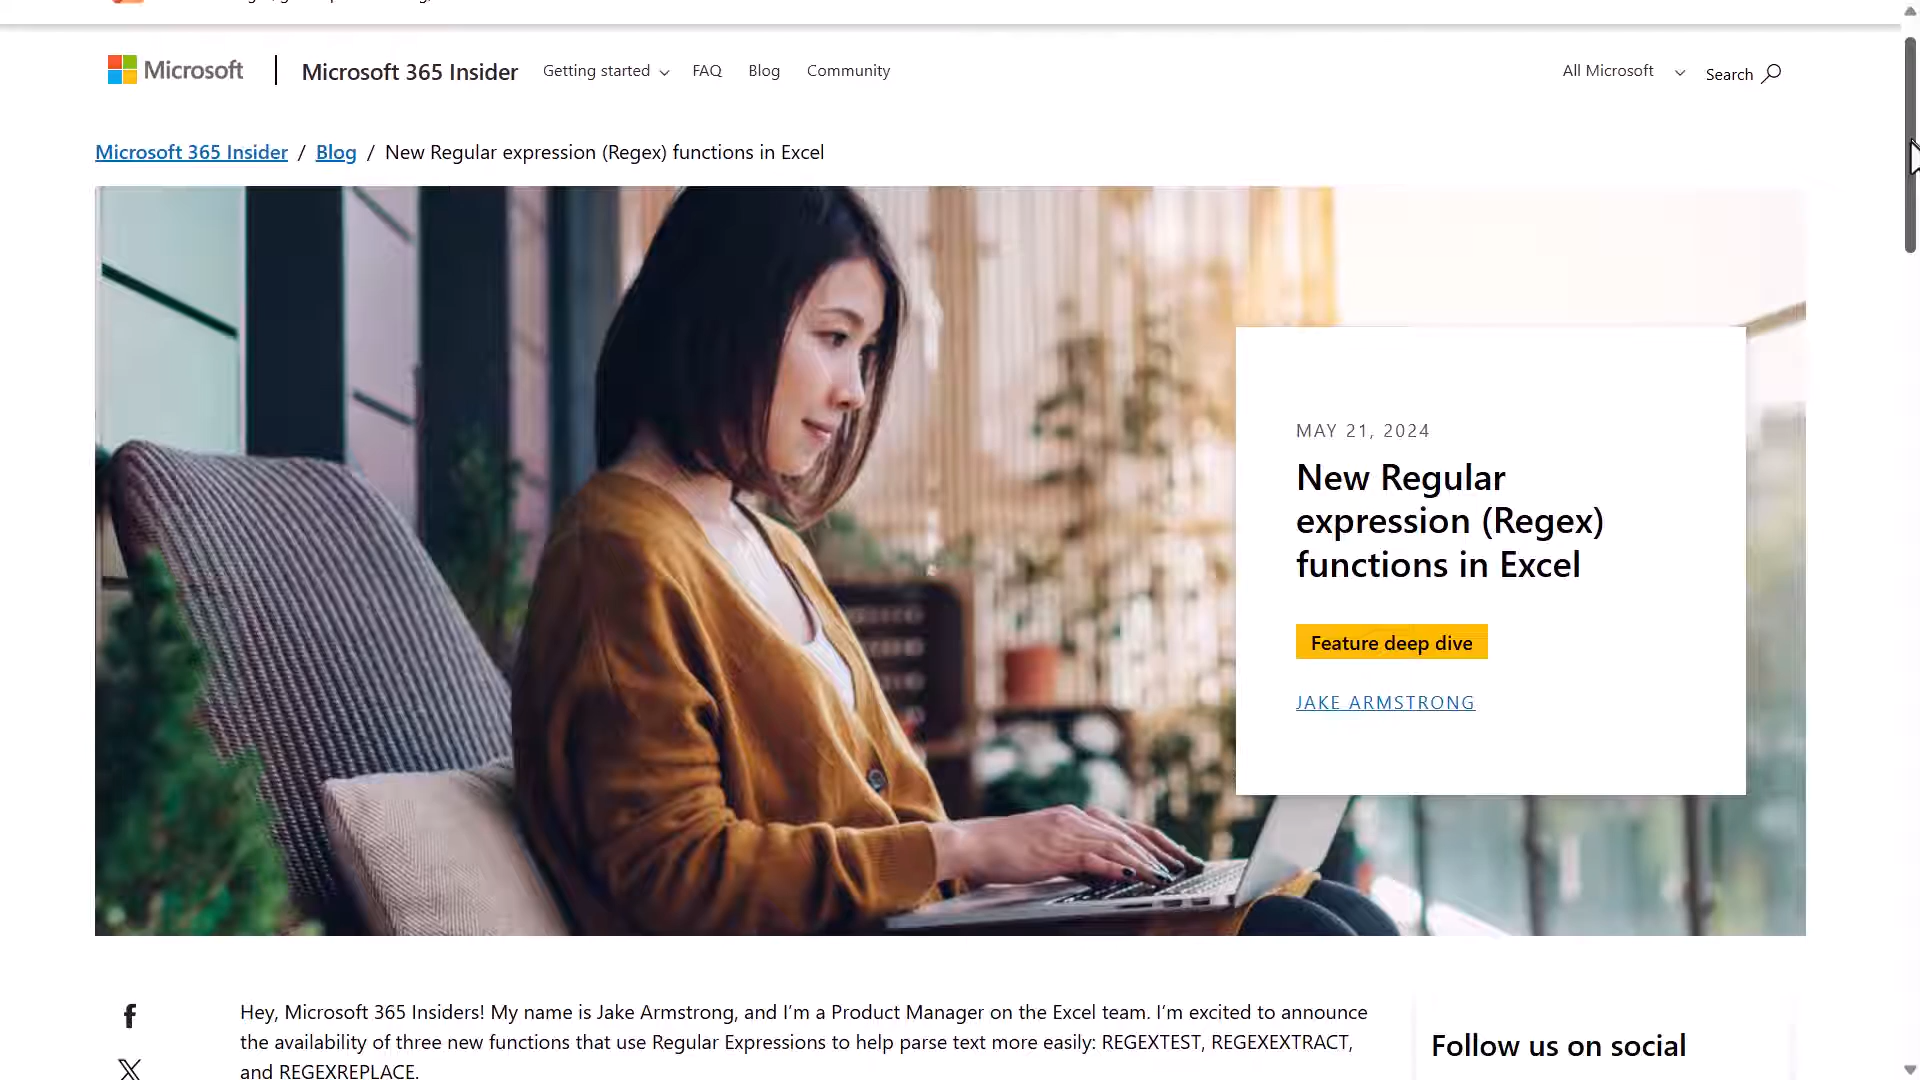 Microsoft
Microsoft 365 Insider
Getting started
FAQ
Blog
Community
All Microsoft
Search
Microsoft 365 Insider / Blog / New Regular expression (Regex) functions in Excel
MAY 21, 2024
New Regular
expression (Regex)
functions in Excel
Feature deep dive
JAKE ARMSTRONG
Hey, Microsoft 365 Insiders! My name is Jake Armstrong, and I’m a Product Manager on the Excel team. I’m excited to announce
the availability of three new functions that use Regular Expressions to help parse text more easily: REGEXTEST, REGEXEXTRACT,
and REGEXREPLACE.
Follow us on social